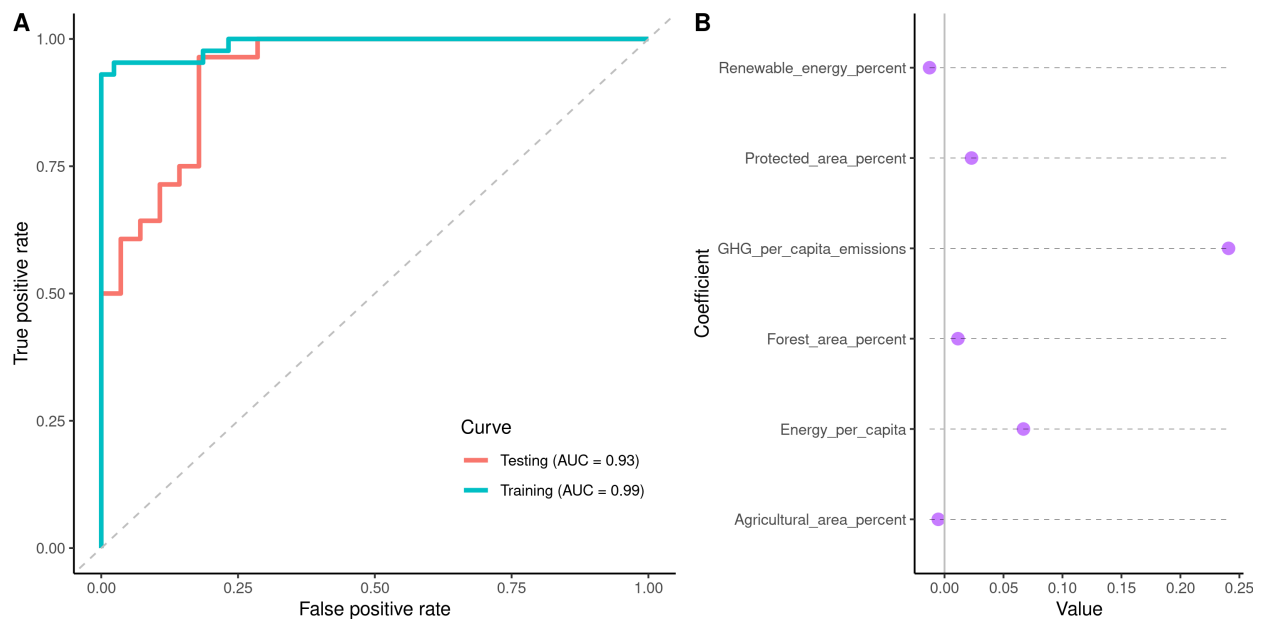 A
1.00
0.75
0.50
0.25
0.00
True positive rate
0.00 0.25 0.50 0.75 1.00
False positive rate
Curve
Testing (AUC = 0.93)
Training (AUC = 0.99)
B
Coefficient
Renewable_energy_percent
Protected_area_percent
GHG_per_capita_emissions
Forest_area_percent
Energy_per_capita
Agricultural_area_percent
0.00 0.05 0.10 0.15 0.20 0.25
Value